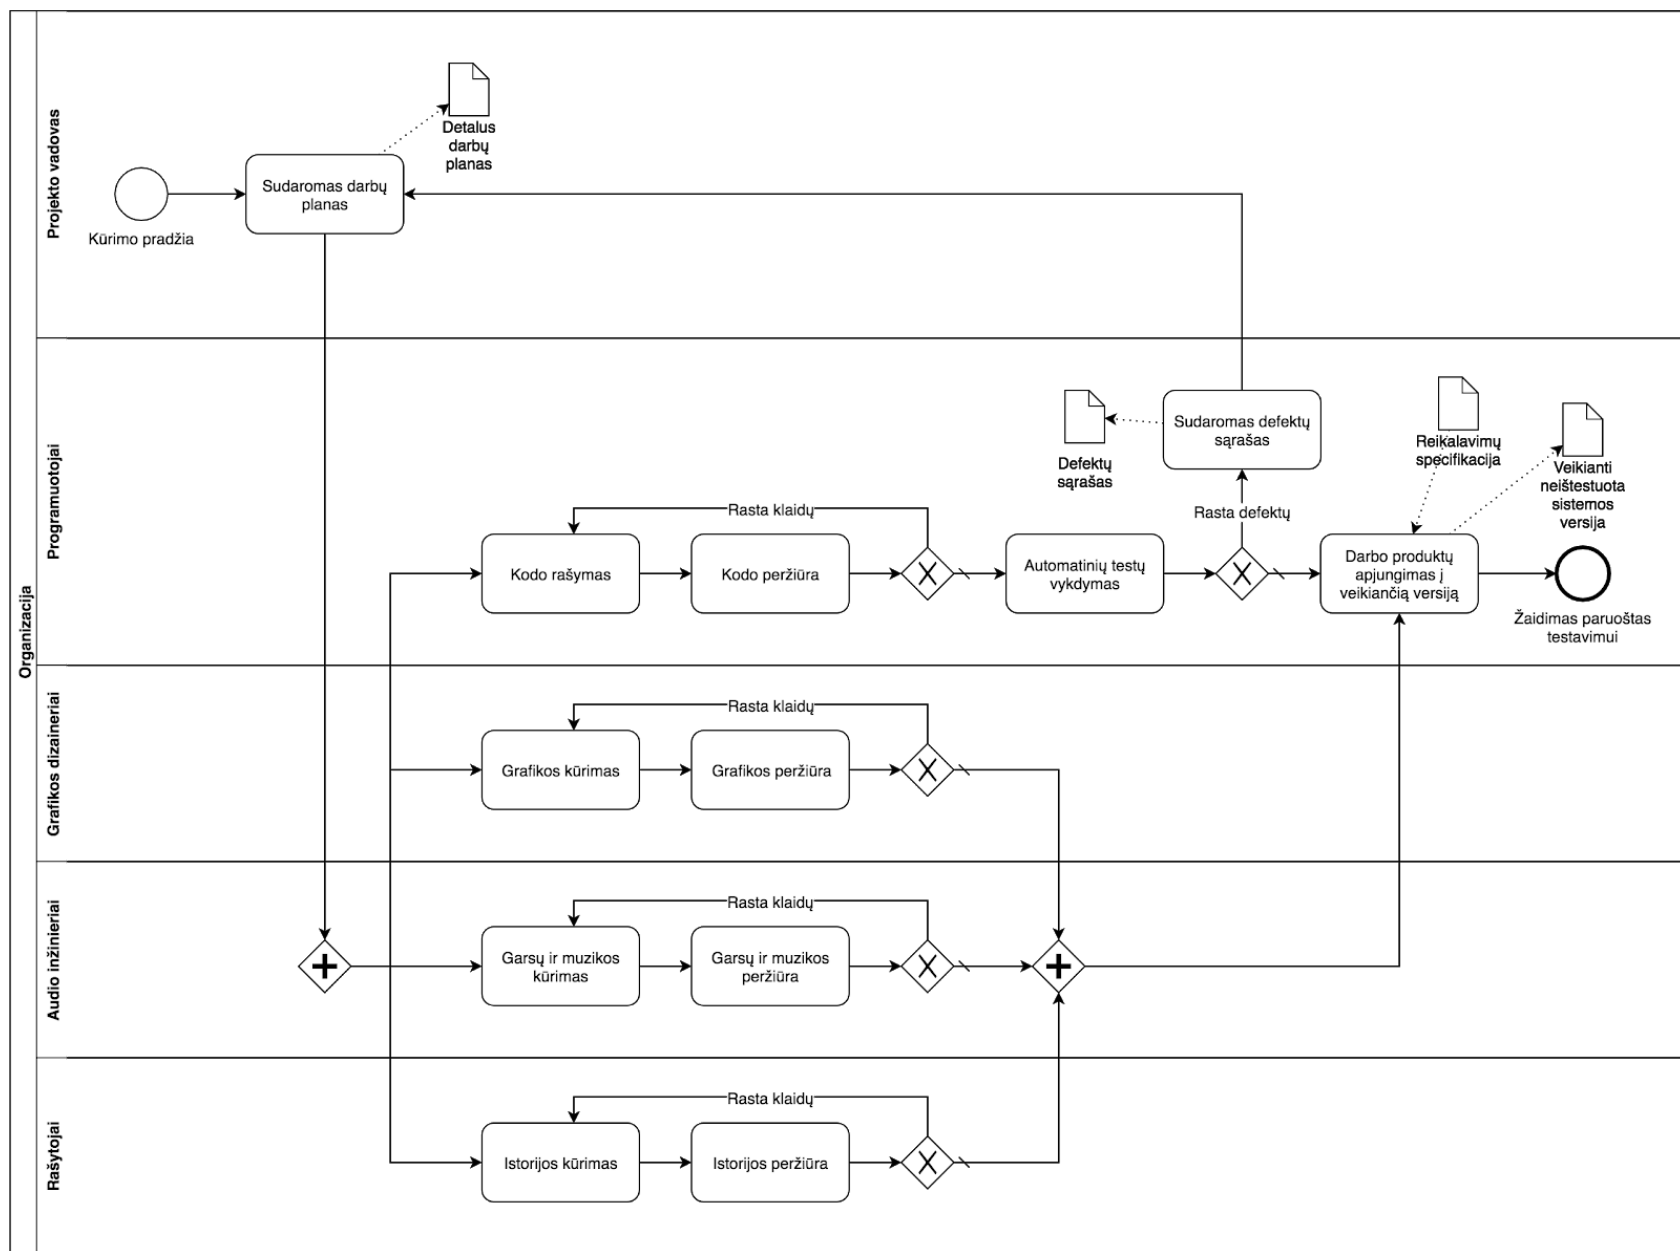 Organizacija
Projekto vadovas
Detalus
darbų
planas
Sudaromas darbų
planas
Kūrimo pradžia
Programuotojai
Defektų
sąrašas
Sudaromas defektų
sąrašas
Reikalavimų
specifikacija
Veikianti
neištestuota
sistemos
versija
Rasta klaidų
Rasta defektų
Kodo rašymas
Kodo peržiūra
Automatinių testų
vykdymas
Darbo produktų
apjungimas į
veikiančią versiją
Žaidimas paruoštas
testavimui
Grafikos dizaineriai
Rasta klaidų
Grafikos kūrimas
Grafikos peržiūra
Audio inžinieriai
Rasta klaidų
Garsų ir muzikos
kūrimas
Garsų ir muzikos
peržiūra
Rašytojai
Rasta klaidų
Istorijos kūrimas
Istorijos peržiūra